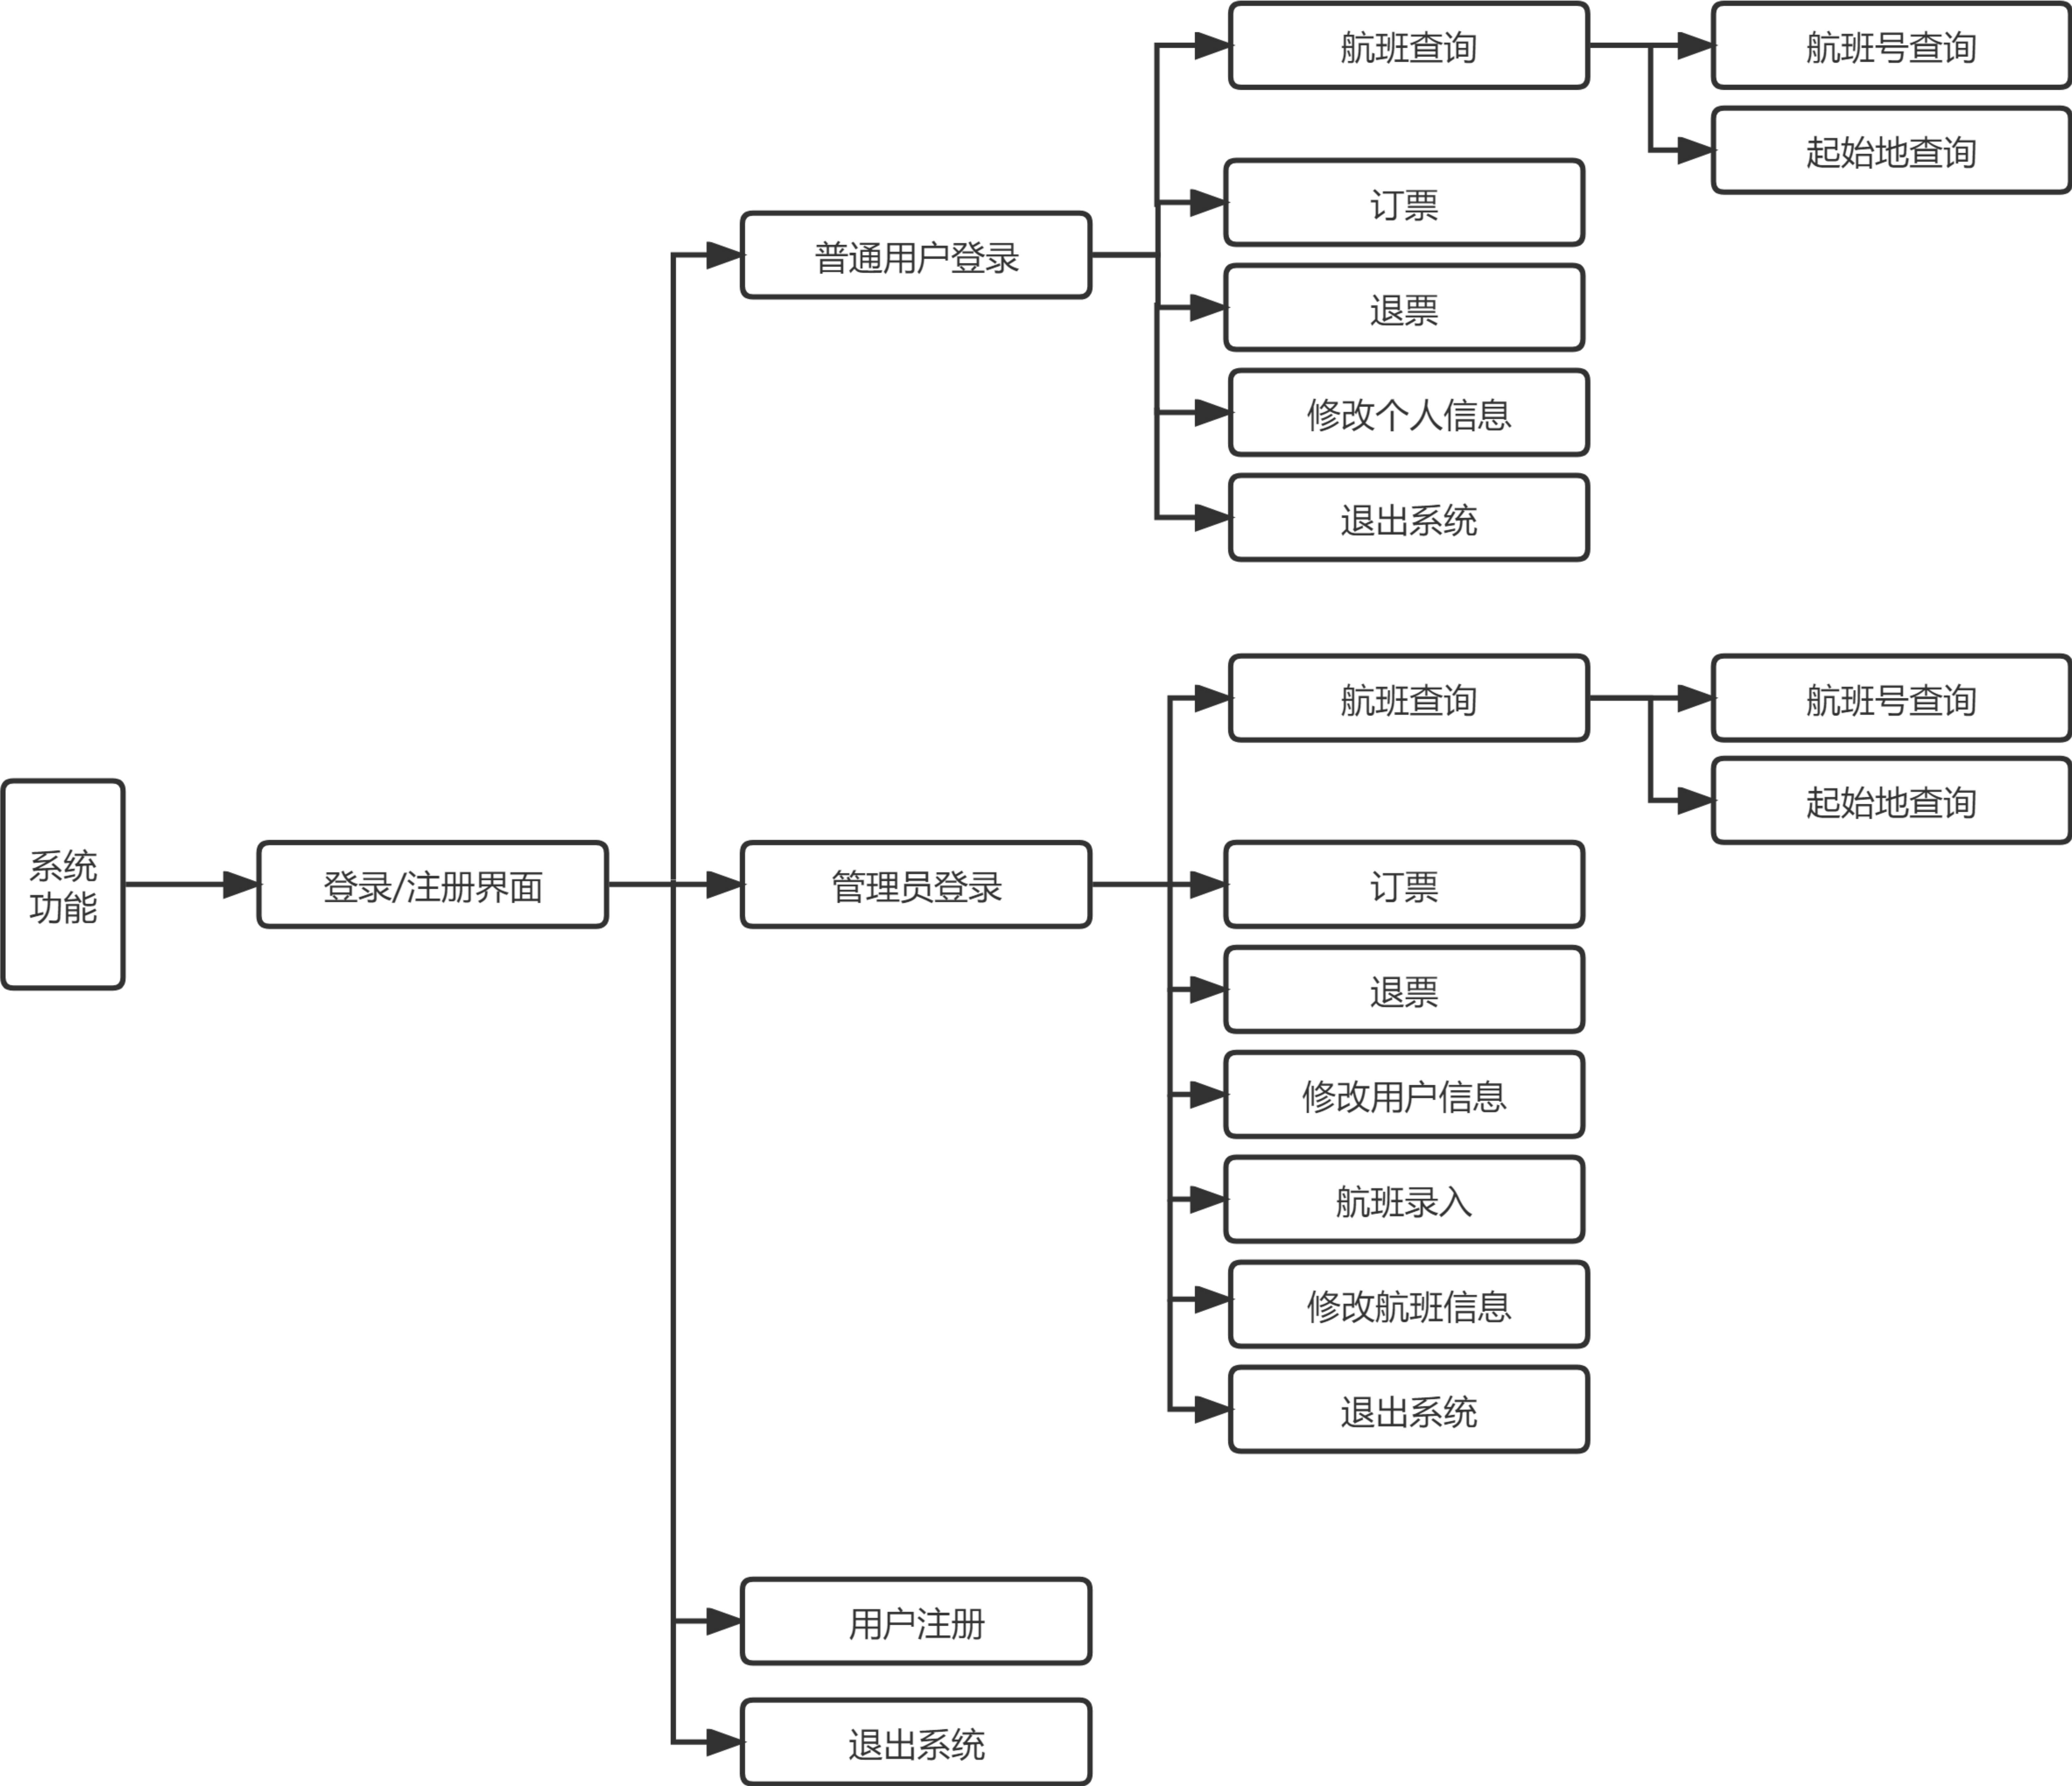 系统
功能
登录/注册界面
普通用户登录
航班查询
航班号查询
起始地查询
订票
退票
修改个人信息
退出系统
管理员登录
航班查询
航班号查询
起始地查询
订票
退票
修改用户信息
航班录入
修改航班信息
退出系统
用户注册
退出系统